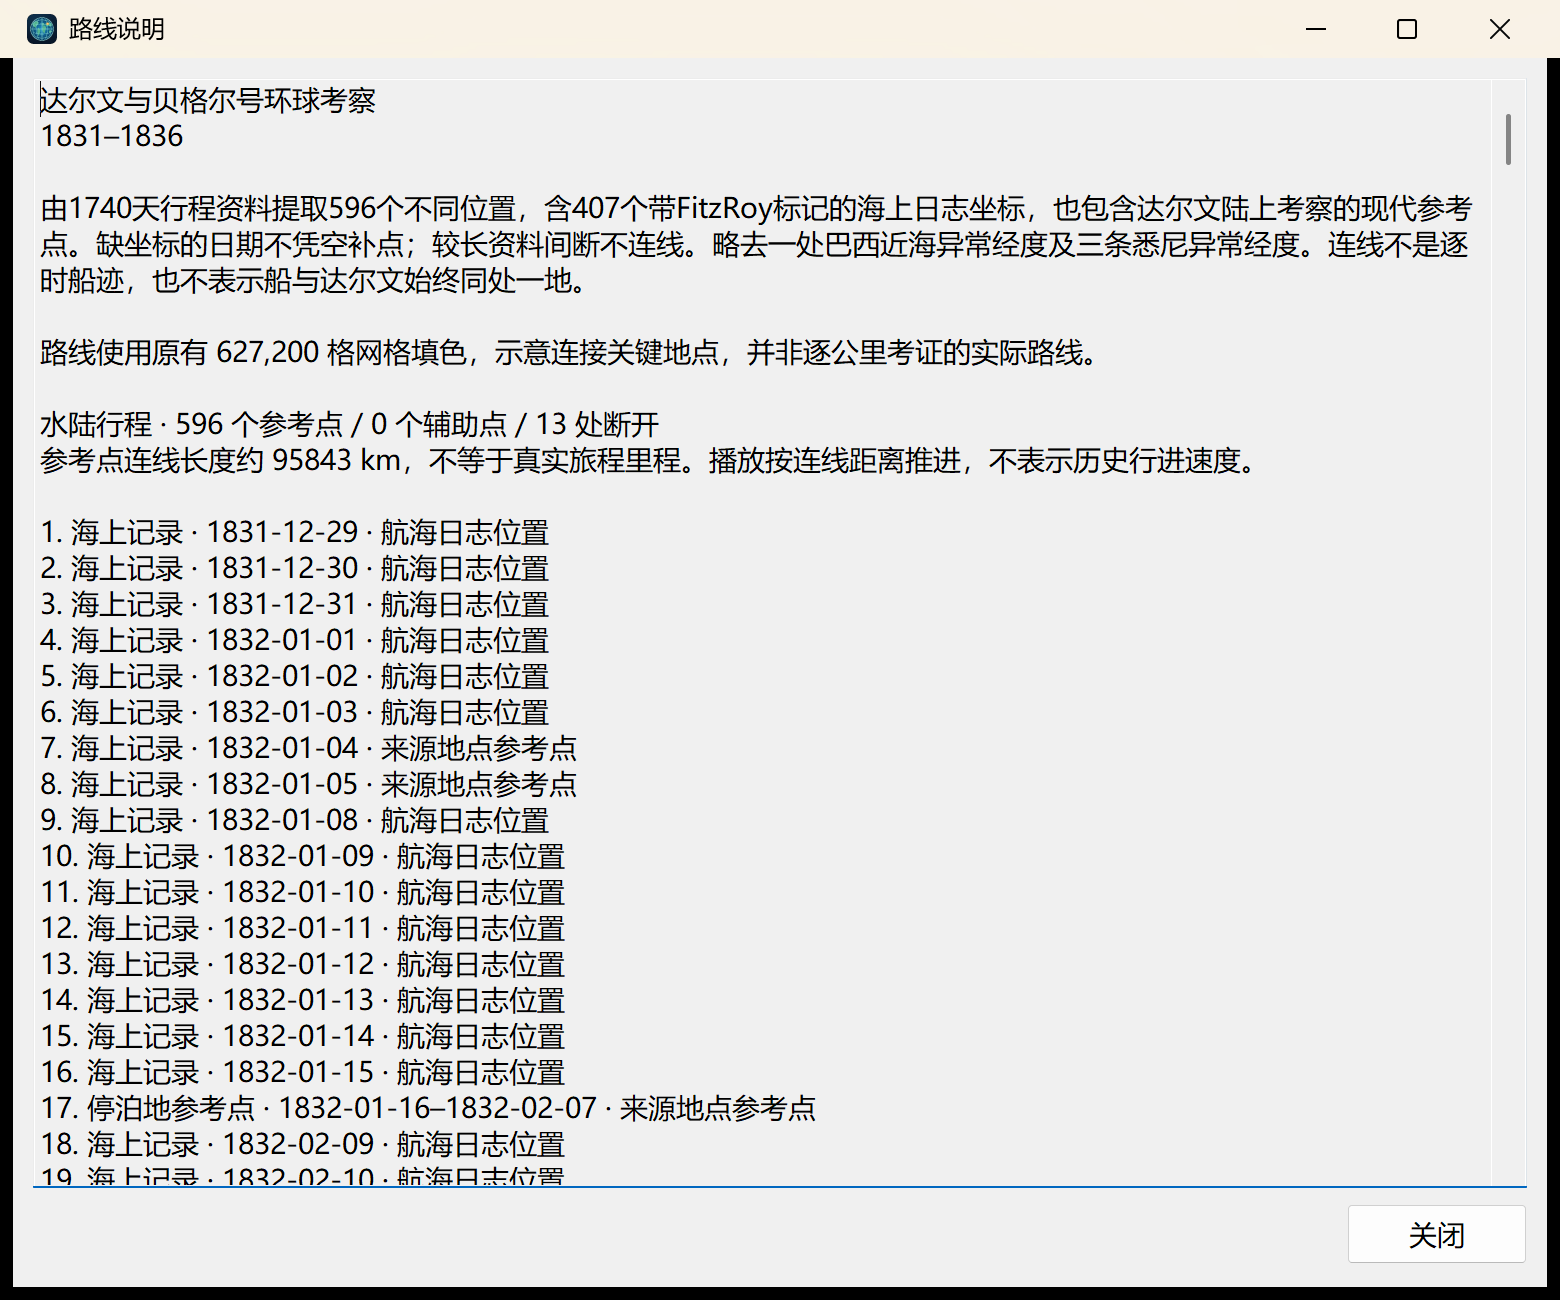 路线说明
达尔文与贝格尔号环球考察
1831–1836
由1740天行程资料提取596个不同位置，含407个带FitzRoy标记的海上日志坐标，也包含达尔文陆上考察的现代参考
点。缺坐标的日期不凭空补点；较长资料间断不连线。略去一处巴西近海异常经度及三条悉尼异常经度。连线不是逐
时船迹，也不表示船与达尔文始终同处一地。
路线使用原有 627,200 格网格填色，示意连接关键地点，并非逐公里考证的实际路线。
水陆行程 · 596 个参考点 / 0 个辅助点 / 13 处断开
参考点连线长度约 95843 km，不等于真实旅程里程。播放按连线距离推进，不表示历史行进速度。
1. 海上记录 · 1831-12-29 · 航海日志位置
2. 海上记录 · 1831-12-30 · 航海日志位置
3. 海上记录 · 1831-12-31 · 航海日志位置
4. 海上记录 · 1832-01-01 · 航海日志位置
5. 海上记录 · 1832-01-02 · 航海日志位置
6. 海上记录 · 1832-01-03 · 航海日志位置
7. 海上记录 · 1832-01-04 · 来源地点参考点
8. 海上记录 · 1832-01-05 · 来源地点参考点
9. 海上记录 · 1832-01-08 · 航海日志位置
10. 海上记录 · 1832-01-09 · 航海日志位置
11. 海上记录 · 1832-01-10 · 航海日志位置
12. 海上记录 · 1832-01-11 · 航海日志位置
13. 海上记录 · 1832-01-12 · 航海日志位置
14. 海上记录 · 1832-01-13 · 航海日志位置
15. 海上记录 · 1832-01-14 · 航海日志位置
16. 海上记录 · 1832-01-15 · 航海日志位置
17. 停泊地参考点 · 1832-01-16–1832-02-07 · 来源地点参考点
18. 海上记录 · 1832-02-09 · 航海日志位置
19. 海上记录 · 1832-02-10 · 航海日志位置
关闭